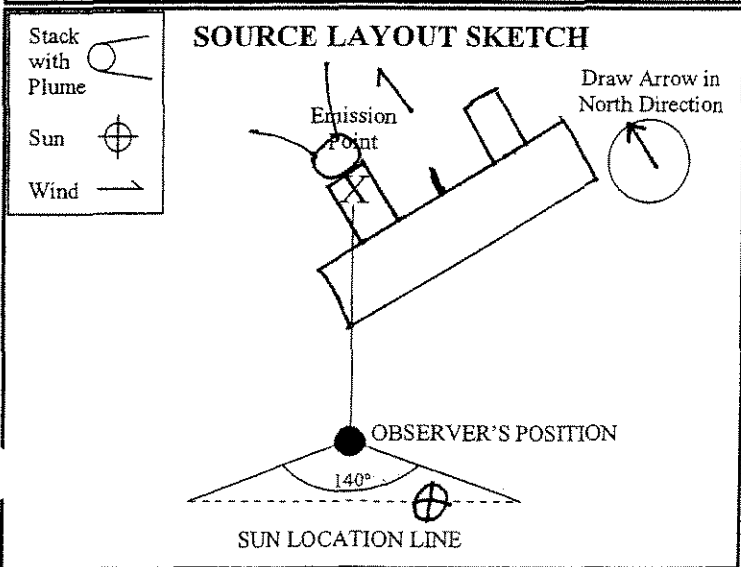 SOURCE LAYOUT SKETCH
Stack
with
Plume
Sun
Wind
Emission
Point
X
Draw Arrow in
North Direction
OBSERVER'S POSITION
140°
SUN LOCATION LINE